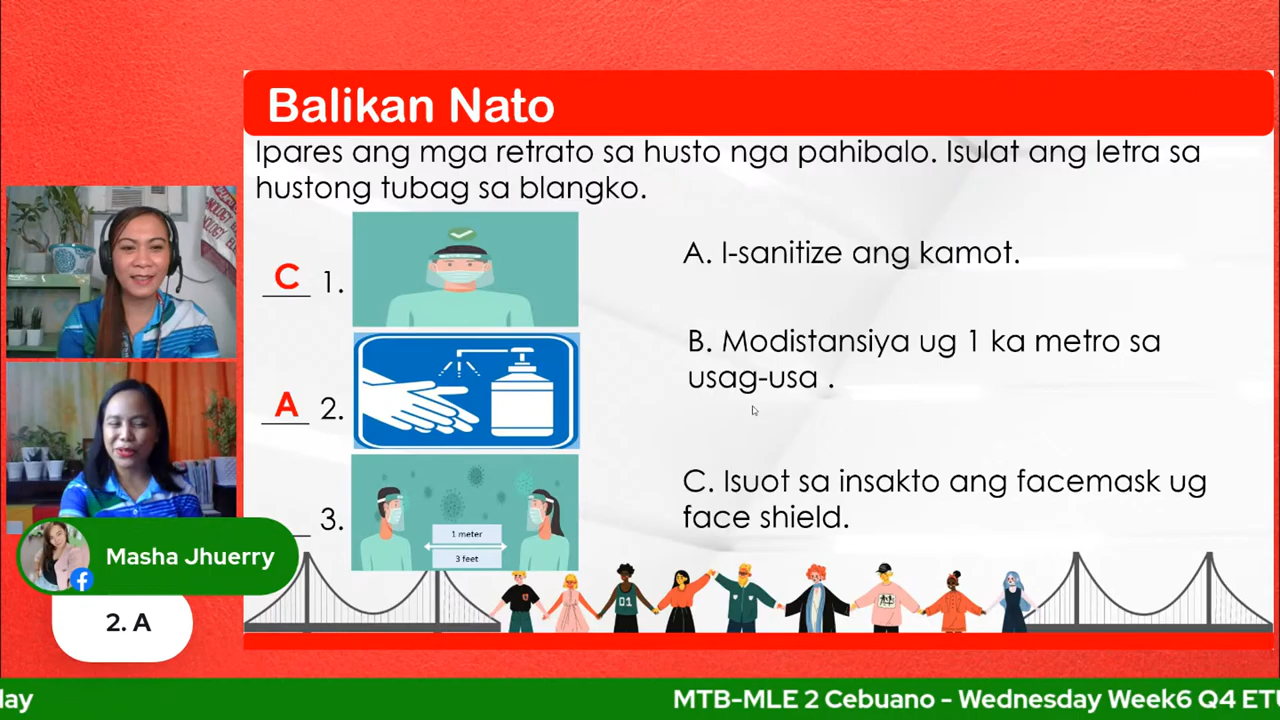 Balikan Nato
Ipares ang mga retrato sa husto nga pahibalo. Isulat ang letra sa
hustong tubag sa blangko.
C 1.
A. I-sanitize ang kamot.
A 2.
B. Modistansiya ug 1 ka metro sa
usag-usa .
3.
1 meter
3 feet
C. Isuot sa insakto ang facemask ug
face shield.
01
Masha Jhuerry
2. A
MTB-MLE 2 Cebuano - Wednesday Week6 Q4 ETU